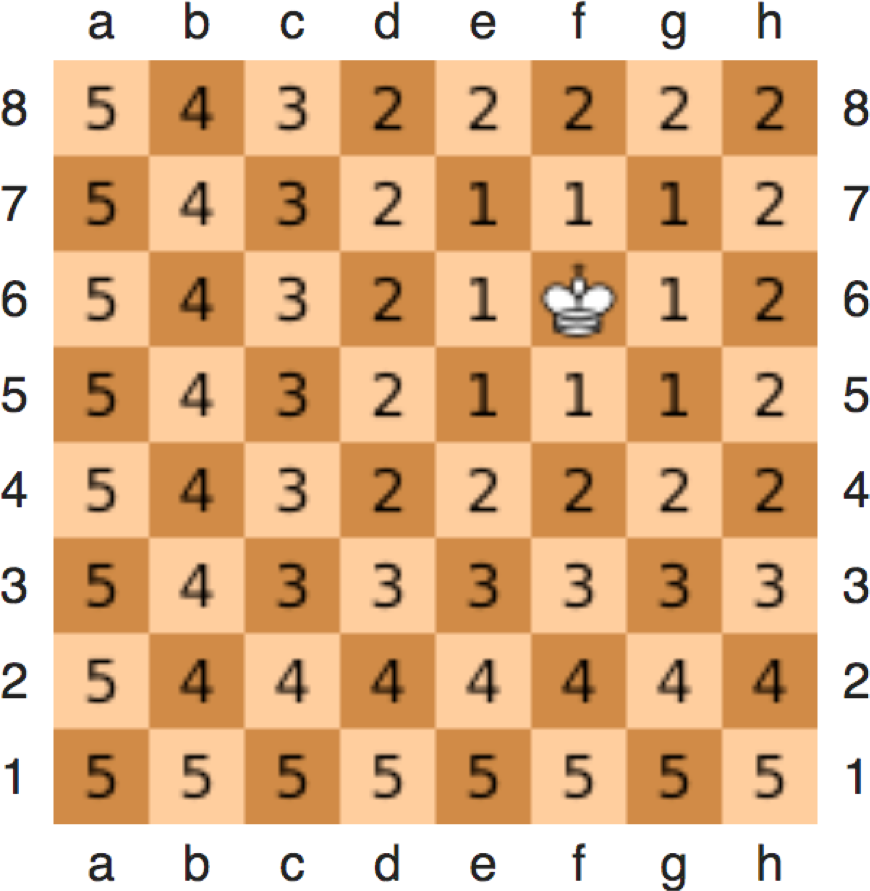 a b c d e f g h
8 5 4 3 2 2 2 2 2 8
7 5 4 3 2 1 1 1 2 7
6 5 4 3 2 1 1 2 6
5 5 4 3 2 1 1 1 2 5
4 5 4 3 2 2 2 2 2 4
3 5 4 3 3 3 3 3 3 3
2 5 4 4 4 4 4 4 4 2
1 5 5 5 5 5 5 5 5 1
a b c d e f g h